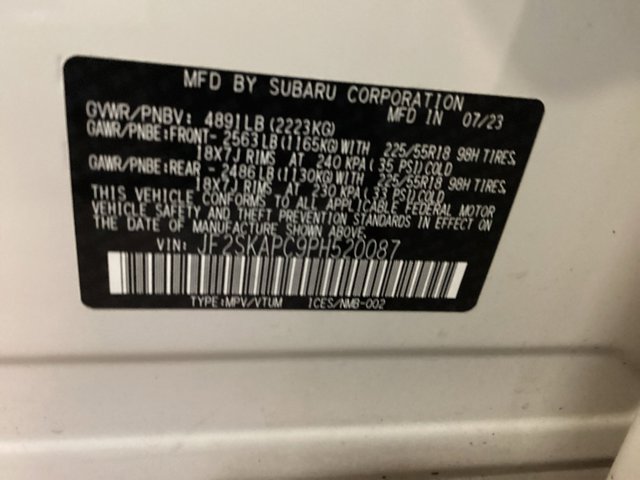 MFD BY SUBARU CORPORATION
MFD IN 07/23
GVWR/PNBV: 4891LB (2223KG)
GAWR/PNBE:FRONT- 2563LB(1165KG)WITH 225/55R18 98H TIRES,
18X7J RIMS AT 240 KPA(35 PSI)COLD
GAWR/PNBE:REAR -2486LB(1130KG)WITH 225/55R18 98H TIRES,
18X7J RIMS AT 230 KPA(33 PSI)COLD
THIS VEHICLE CONFORMS TO ALL APPLICABLE FEDERAL MOTOR
VEHICLE SAFETY AND THEFT PREVENTION STANDARDS IN EFFECT ON
THE DATE OF MANUFACTURE SHOWN ABOVE.
VIN: JF2SKAPC9PH520087
TYPE:MPV/VTUM ICES/NMB-002